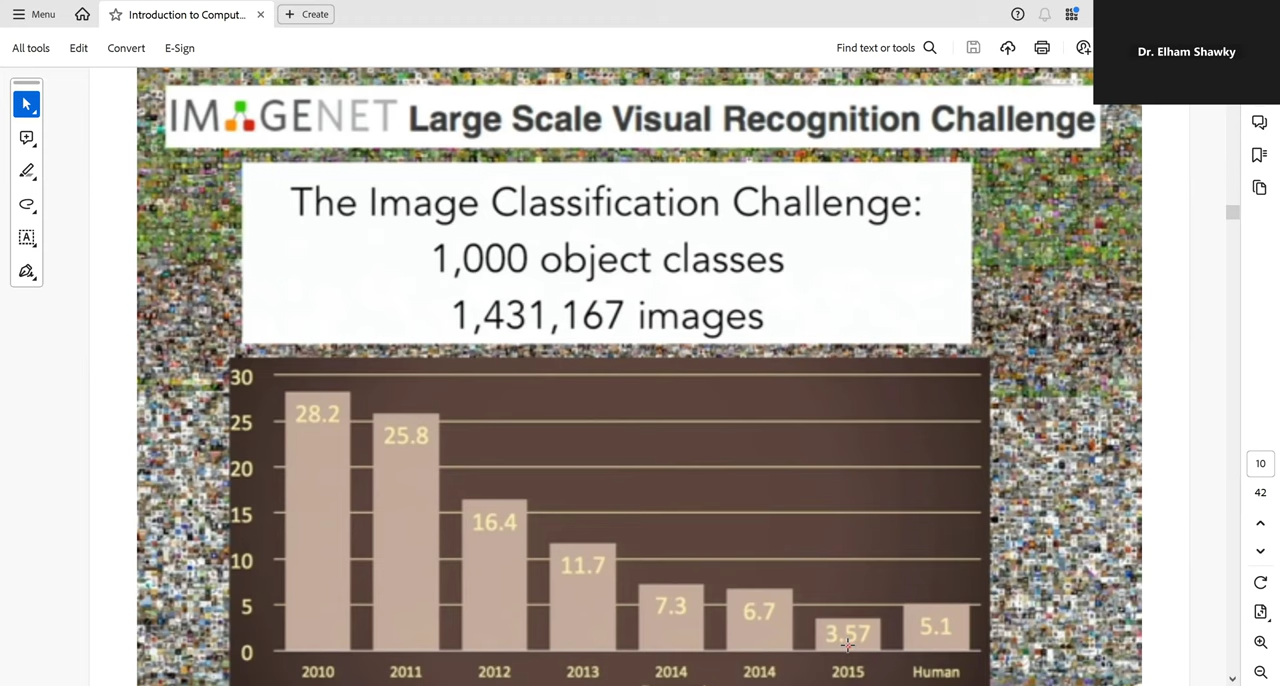 Menu
Introduction to Comput...
Create
All tools
Edit
Convert
E-Sign
Find text or tools
Dr. Elham Shawky
IMAGENET Large Scale Visual Recognition Challenge
The Image Classification Challenge:
1,000 object classes
1,431,167 images
30
25
20
15
10
5
0
28.2
25.8
16.4
11.7
7.3
6.7
3.57
5.1
2010
2011
2012
2013
2014
2014
2015
Human
10
42